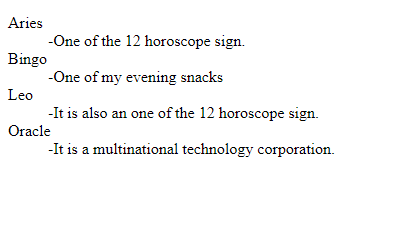 Aries
-One of the 12 horoscope sign.
Bingo
-One of my evening snacks
Leo
-It is also an one of the 12 horoscope sign.
Oracle
-It is a multinational technology corporation.